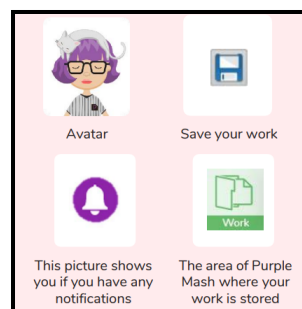 Avatar
Save your work
Work
This picture shows
you if you have any
notifications
The area of Purple
Mash where your
work is stored